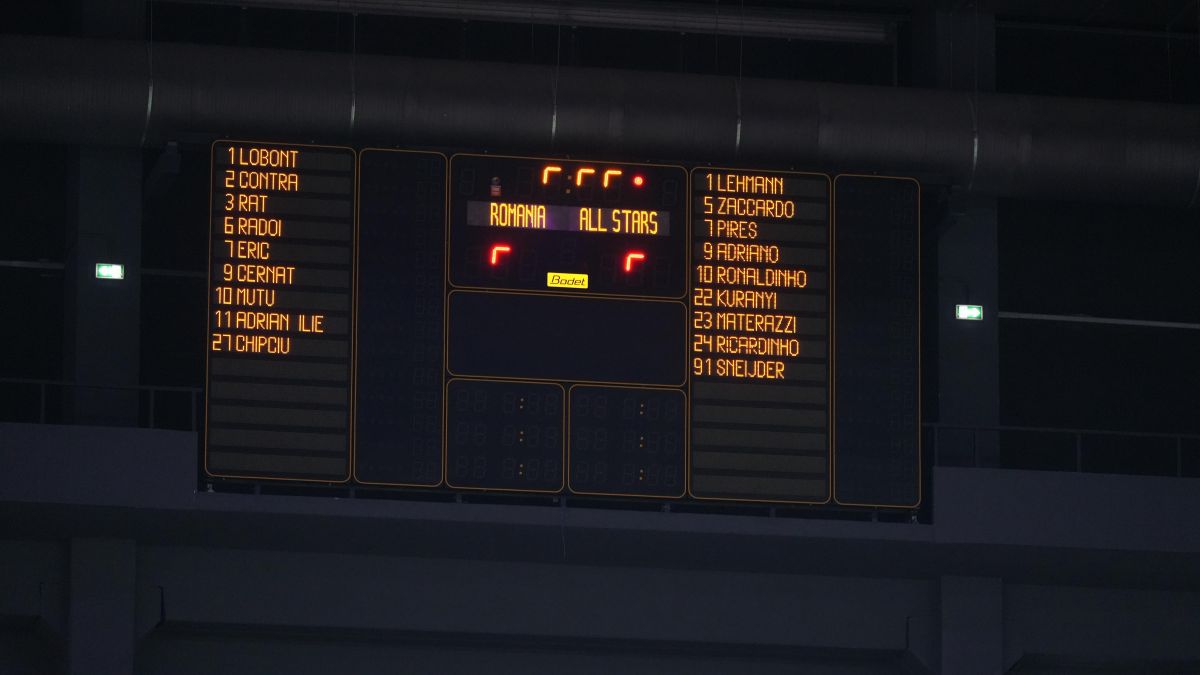 1 LOBONT
2 CONTRA
3 RAT
6 RADOI
7 ERIC
9 CERNAT
10 MUTU
11 ADRIAN ILIE
27 CHIPCIU
ROMANIA ALL STARS
Bodet
1 LEHMANN
5 ZACCARDO
7 PIRES
9 ADRIANO
10 RONALDINHO
22 KURANYI
23 MATERAZZI
24 RICARDINHO
91 SNEIJDER